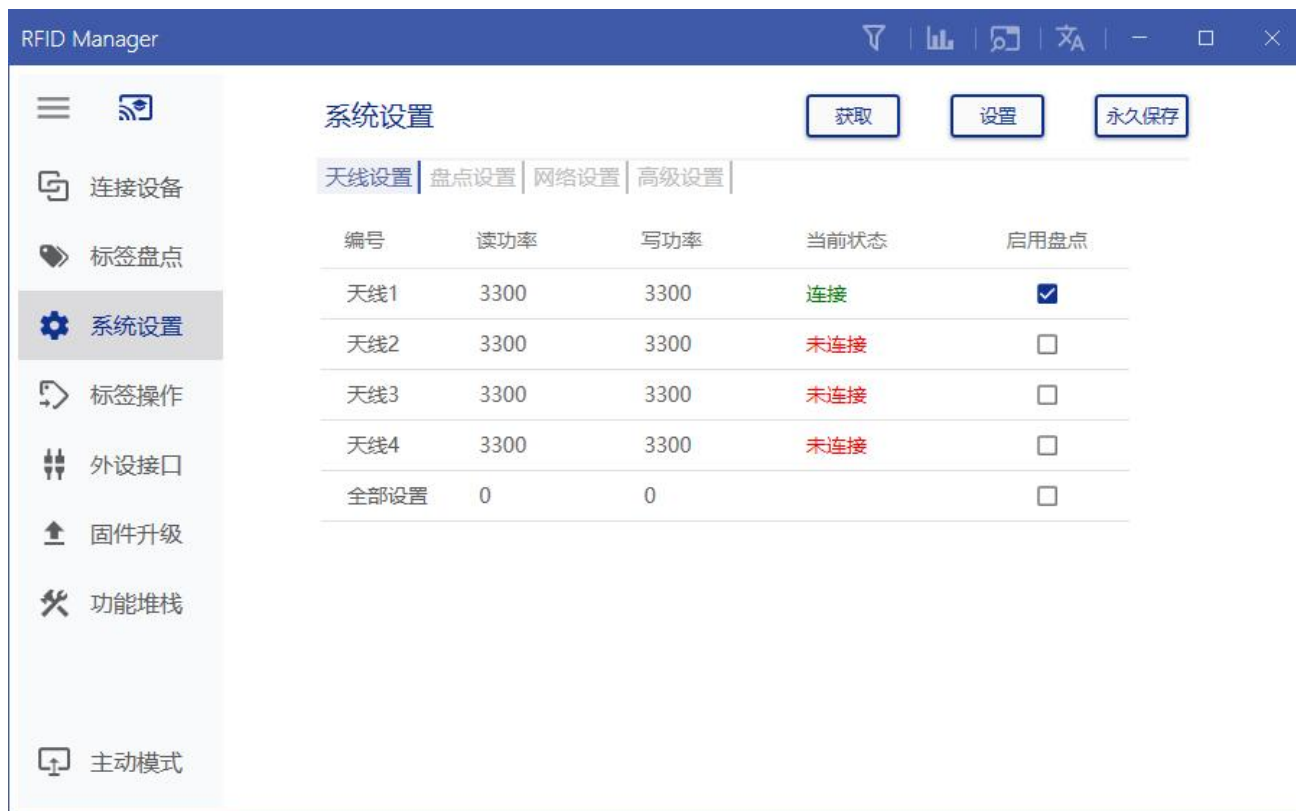 RFID Manager
系统设置 获取 设置 永久保存
连接设备
标签盘点
系统设置
标签操作
外设接口
固件升级
功能堆栈
主动模式
天线设置 盘点设置 网络设置 高级设置
编号 读功率 写功率 当前状态 启用盘点
天线1 3300 3300 连接
天线2 3300 3300 未连接
天线3 3300 3300 未连接
天线4 3300 3300 未连接
全部设置 0 0